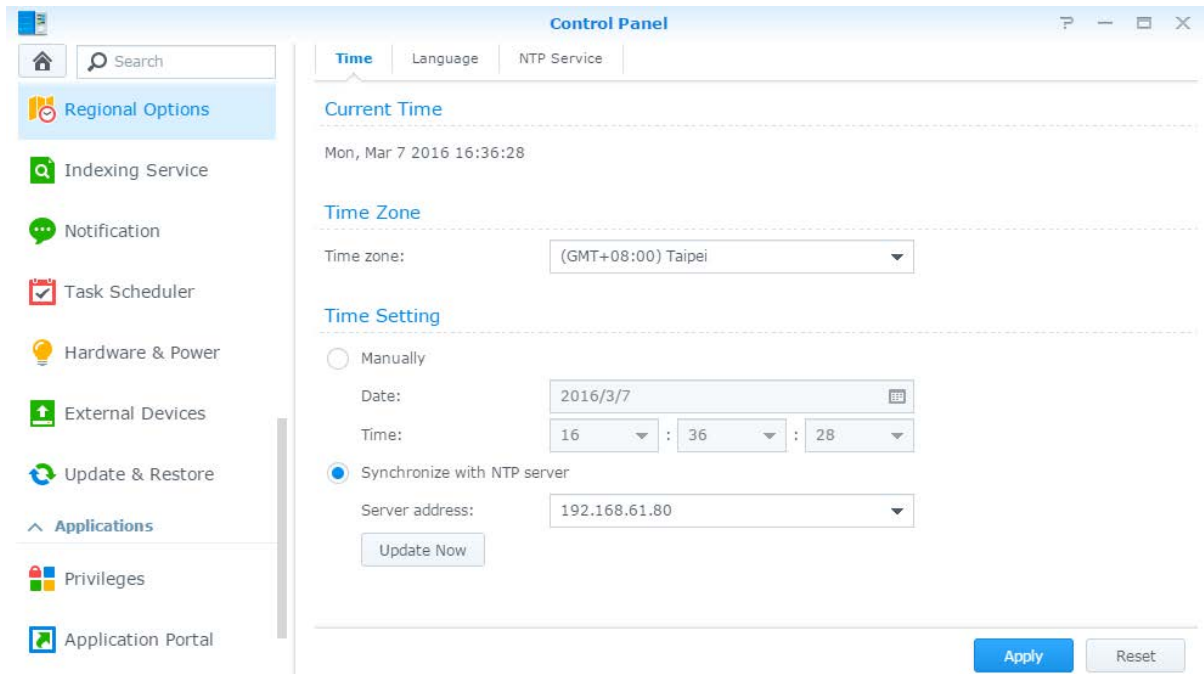 Control Panel
Search
Regional Options
Indexing Service
Notification
Task Scheduler
Hardware & Power
External Devices
Update & Restore
Applications
Privileges
Application Portal
Time Language NTP Service
Current Time
Mon, Mar 7 2016 16:36:28
Time Zone
Time zone: (GMT+08:00) Taipei
Time Setting
Manually
Date: 2016/3/7
Time: 16 : 36 : 28
Synchronize with NTP server
Server address: 192.168.61.80
Update Now
Apply Reset